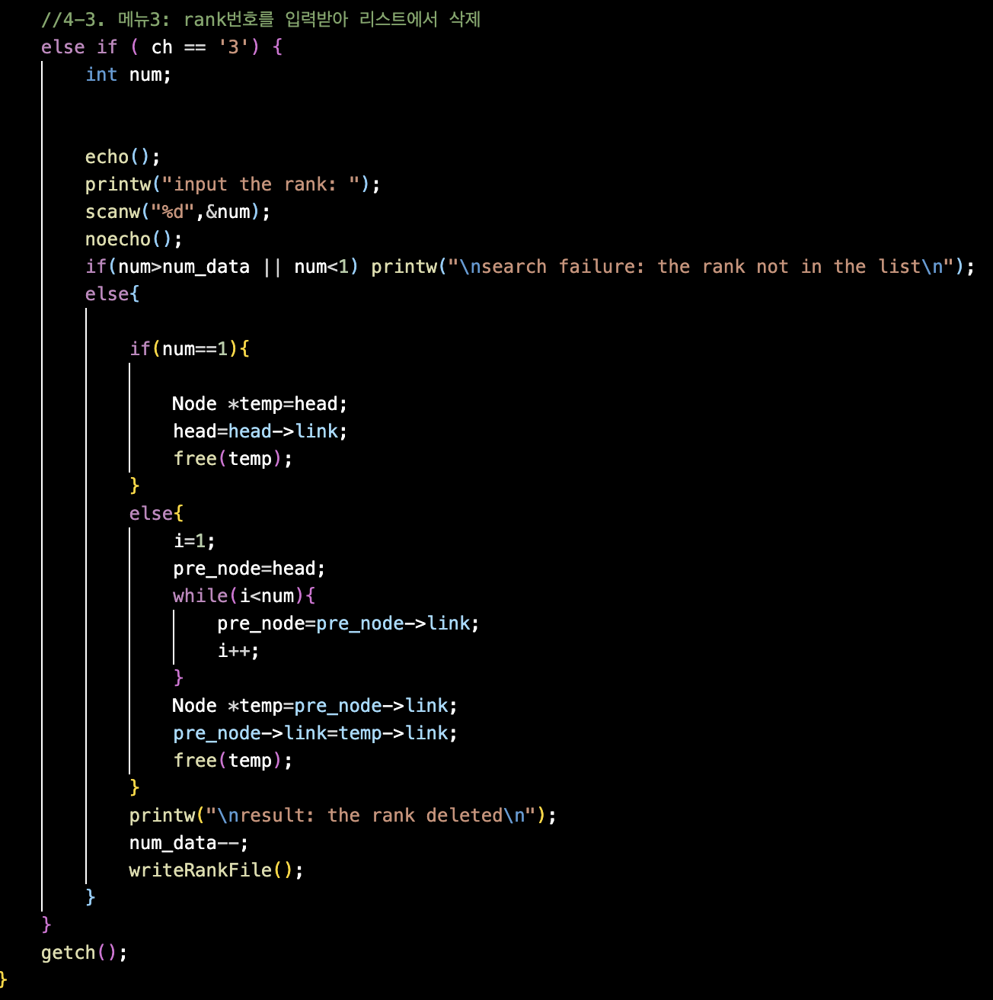 //4-3. 메뉴3: rank번호를 입력받아 리스트에서 삭제
else if ( ch == '3') {
int num;
echo();
printw("input the rank: ");
scanw("%d",&num);
noecho();
if(num>num_data || num<1) printw("\nsearch failure: the rank not in the list\n");
else{
if(num==1){
Node *temp=head;
head=head->link;
free(temp);
}
else{
i=1;
pre_node=head;
while(i<num){
pre_node=pre_node->link;
i++;
}
Node *temp=pre_node->link;
pre_node->link=temp->link;
free(temp);
}
printw("\nresult: the rank deleted\n");
num_data--;
writeRankFile();
}
}
getch();
}